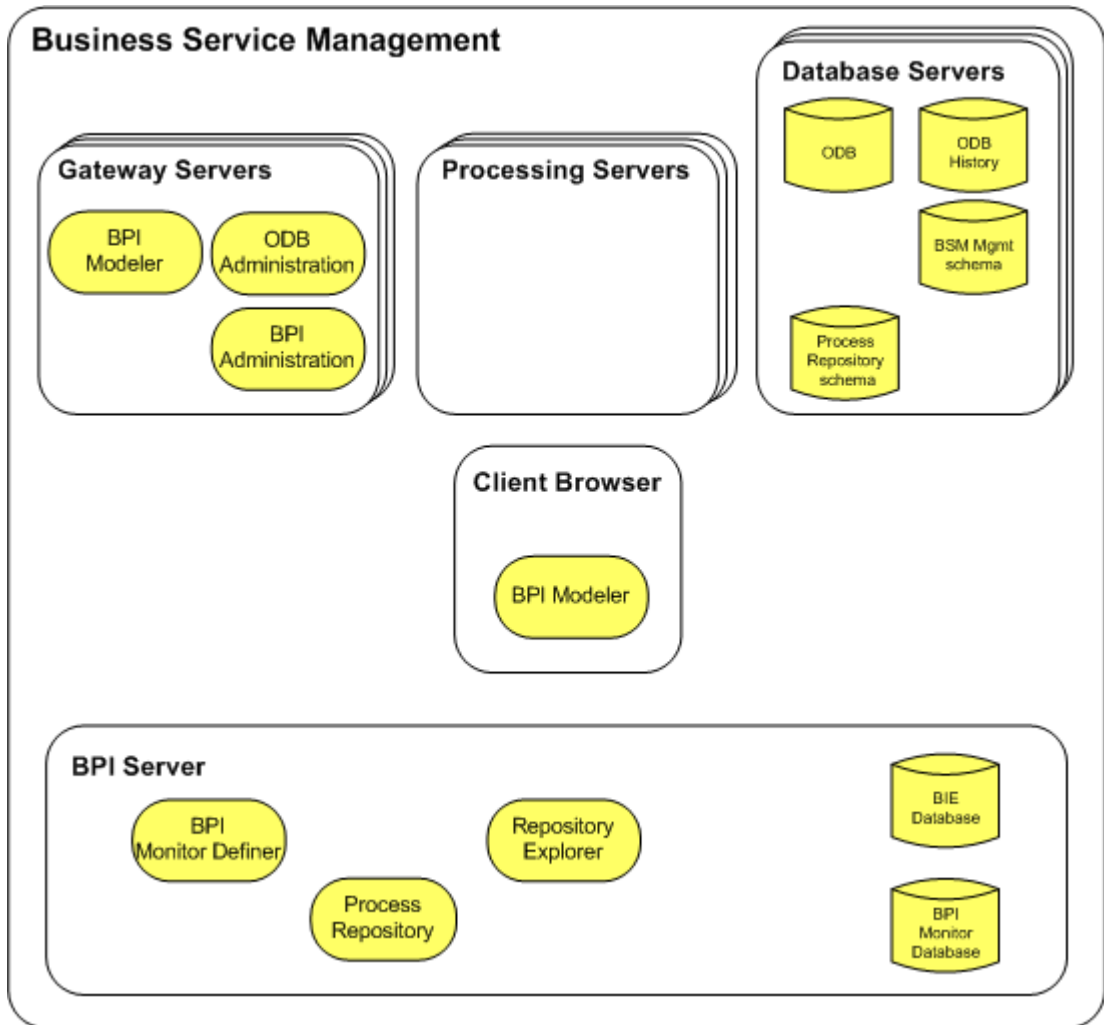 Business Service Management
Gateway Servers
BPI
Modeler
ODB
Administration
BPI
Administration
Processing Servers
Database Servers
ODB
ODB
History
BSM Mgmt
schema
Process
Repository
schema
Client Browser
BPI Modeler
BPI Server
BPI
Monitor Definer
Process
Repository
Repository
Explorer
BIE
Database
BPI
Monitor
Database